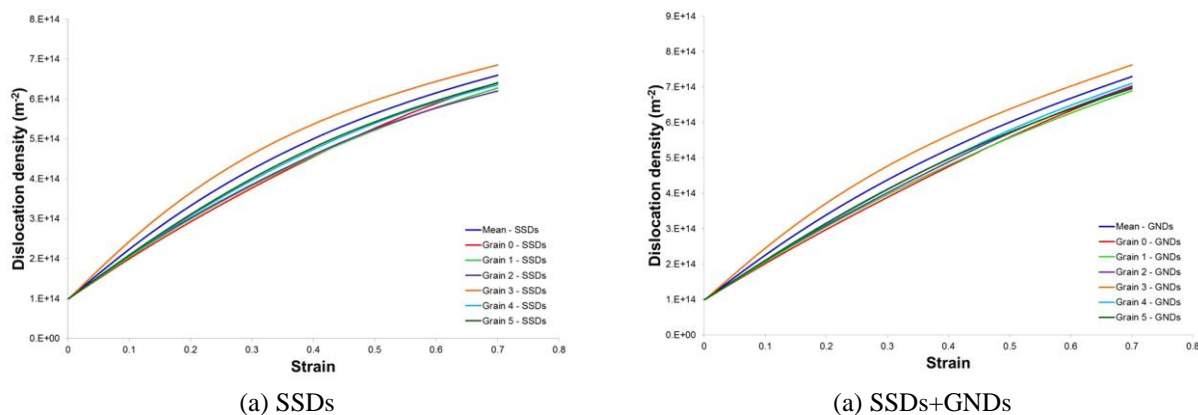 8.E+14
7.E+14
6.E+14
5.E+14
4.E+14
3.E+14
2.E+14
1.E+14
0.E+00
Dislocation density (m-2)
0 0.1 0.2 0.3 0.4 0.5 0.6 0.7 0.8
Strain
Mean - SSDs
Grain 0 - SSDs
Grain 1 - SSDs
Grain 2 - SSDs
Grain 3 - SSDs
Grain 4 - SSDs
Grain 5 - SSDs
(a) SSDs
9.E+14
8.E+14
7.E+14
6.E+14
5.E+14
4.E+14
3.E+14
2.E+14
1.E+14
0.E+00
Dislocation density (m-2)
0 0.1 0.2 0.3 0.4 0.5 0.6 0.7 0.8
Strain
Mean - GNDs
Grain 0 - GNDs
Grain 1 - GNDs
Grain 2 - GNDs
Grain 3 - GNDs
Grain 4 - GNDs
Grain 5 - GNDs
(a) SSDs+GNDs